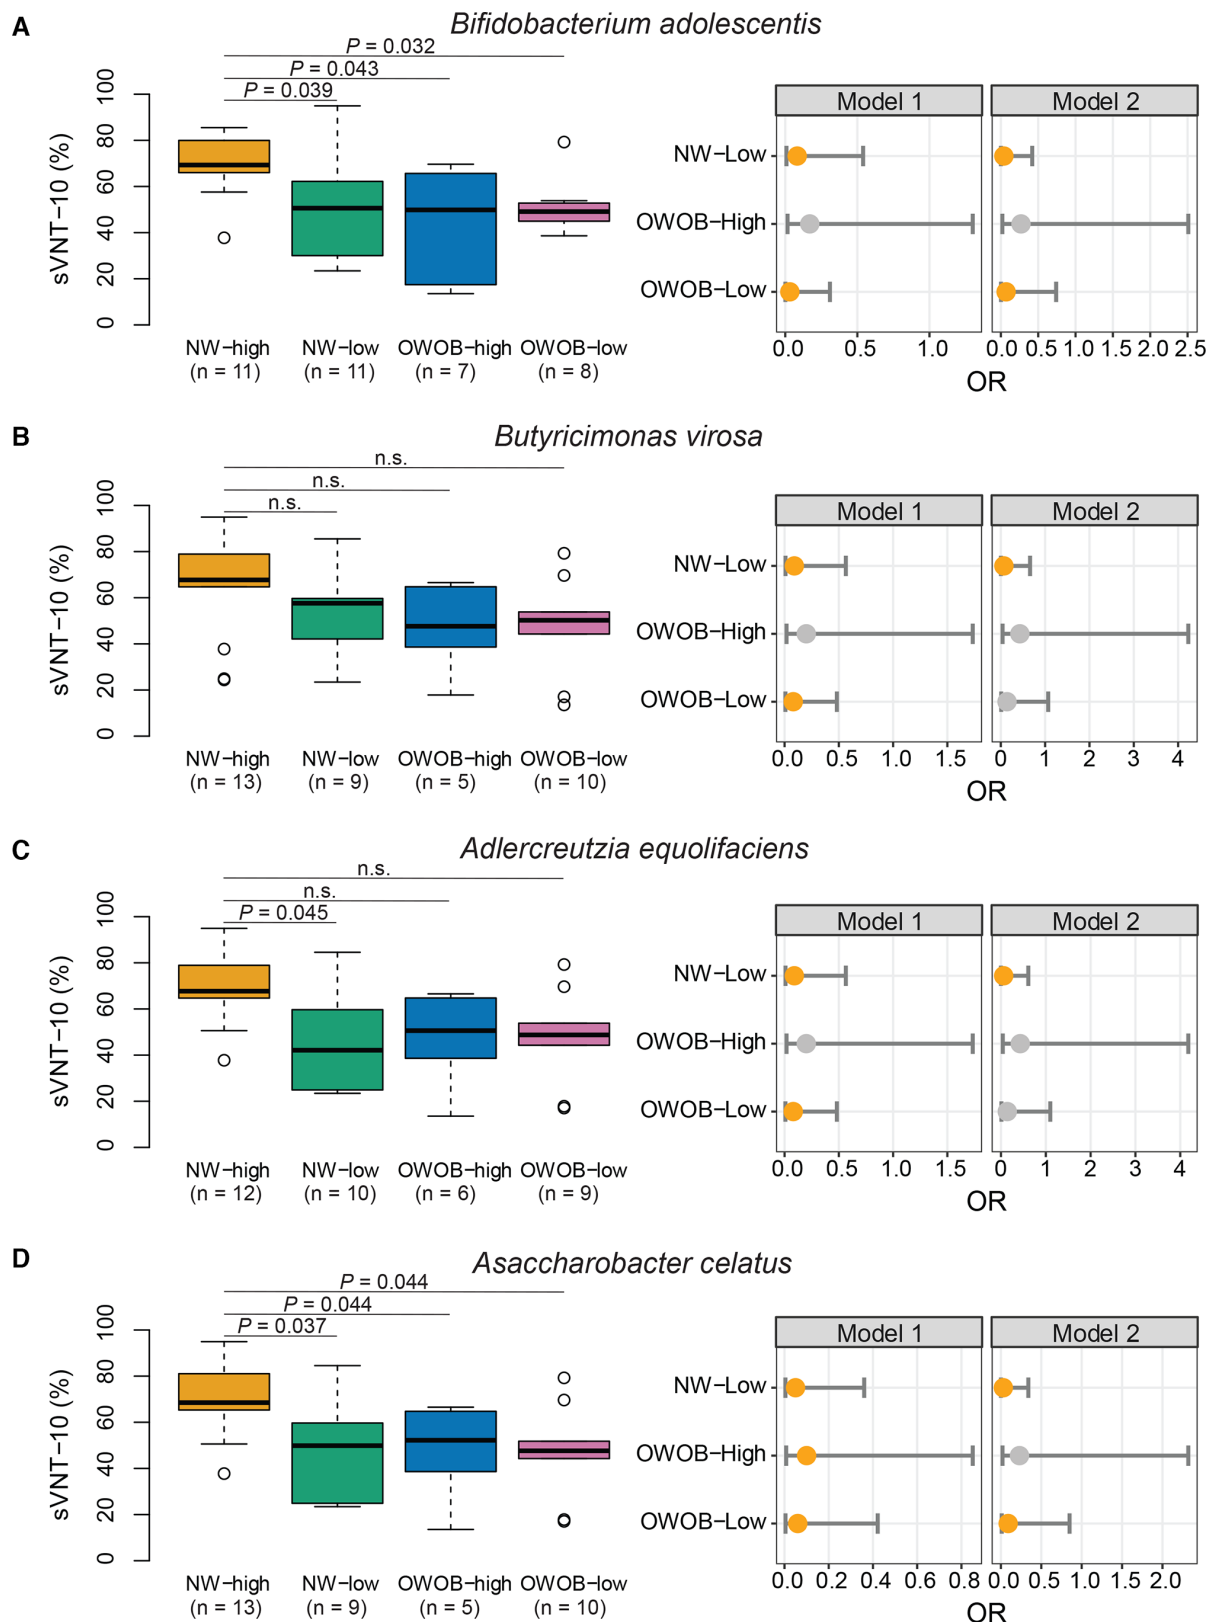 A
Bifidobacterium adolescentis
P = 0.032
P = 0.043
P = 0.039
sVNT−10 (%)
0 20 40 60 80 100
NW−high NW−low OWOB−high OWOB−low
(n = 11) (n = 11) (n = 7) (n = 8)
Model 1 Model 2
NW−Low
OWOB−High
OWOB−Low
0.0 0.5 1.0 0.0 0.5 1.0 1.5 2.0 2.5
OR
B
Butyricimonas virosa
n.s.
n.s.
n.s.
sVNT−10 (%)
0 20 40 60 80 100
NW−high NW−low OWOB−high OWOB−low
(n = 13) (n = 9) (n = 5) (n = 10)
Model 1 Model 2
NW−Low
OWOB−High
OWOB−Low
0.0 0.5 1.0 1.5 0 1 2 3 4
OR
C
Adlercreutzia equolifaciens
n.s.
n.s.
P = 0.045
sVNT−10 (%)
0 20 40 60 80 100
NW−high NW−low OWOB−high OWOB−low
(n = 12) (n = 10) (n = 6) (n = 9)
Model 1 Model 2
NW−Low
OWOB−High
OWOB−Low
0.0 0.5 1.0 1.5 0 1 2 3 4
OR
D
Asaccharobacter celatus
P = 0.044
P = 0.044
P = 0.037
sVNT−10 (%)
0 20 40 60 80 100
NW−high NW−low OWOB−high OWOB−low
(n = 13) (n = 9) (n = 5) (n = 10)
Model 1 Model 2
NW−Low
OWOB−High
OWOB−Low
0.0 0.2 0.4 0.6 0.8 0.0 0.5 1.0 1.5 2.0
OR